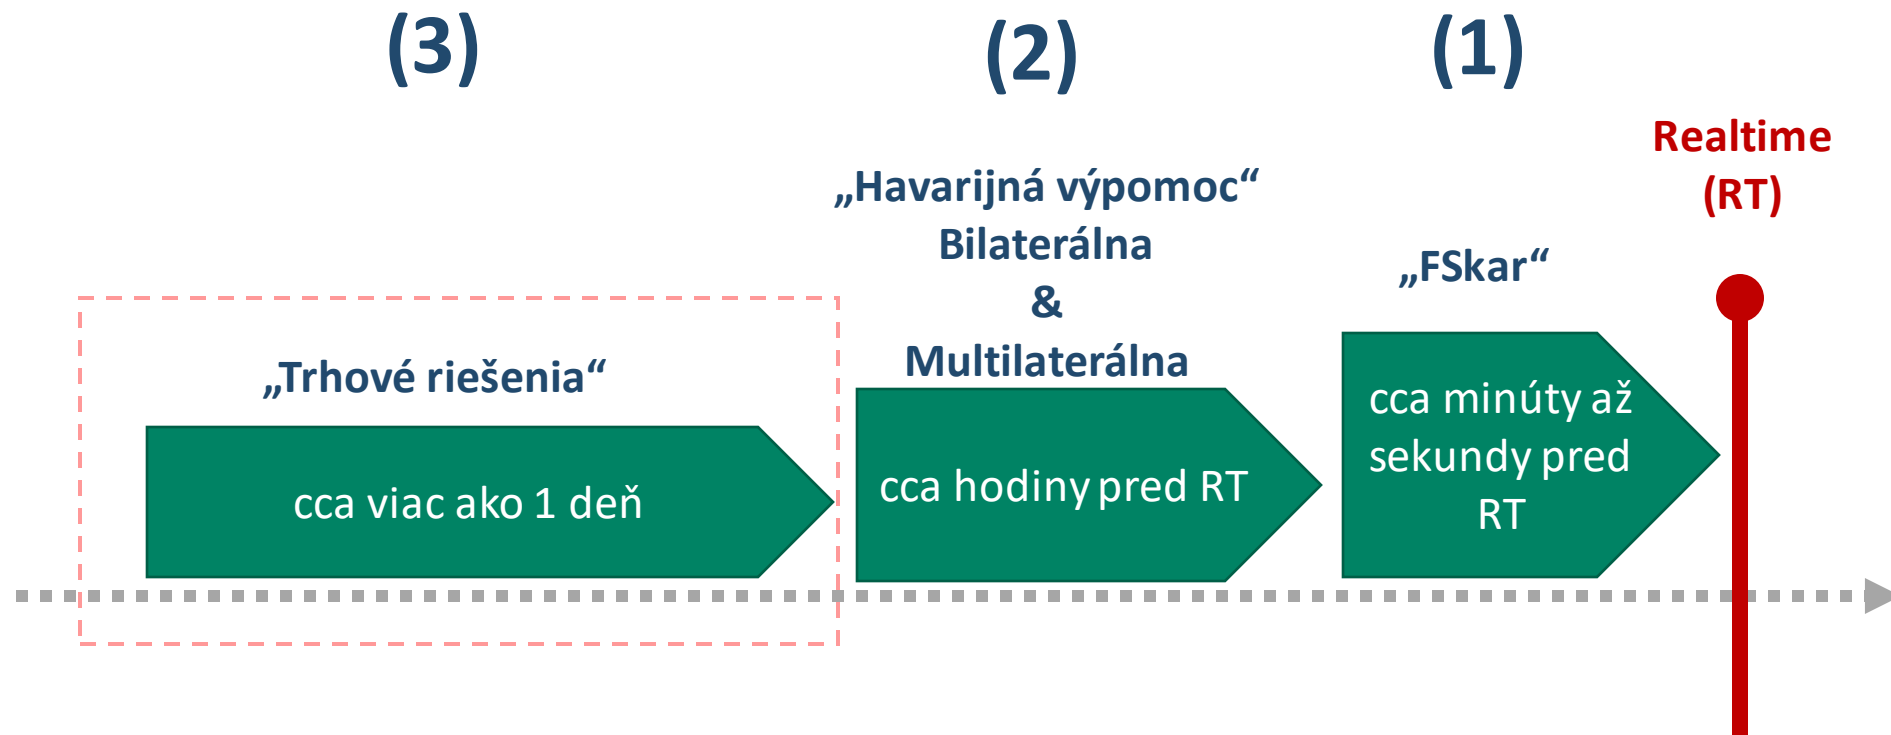 (3)
(2)
(1)
Realtime
(RT)
„Havarijná výpomoc“
Bilaterálna
&
Multilaterálna
„FSkar“
„Trhové riešenia“
cca viac ako 1 deň
cca hodiny pred RT
cca minúty až
sekundy pred
RT